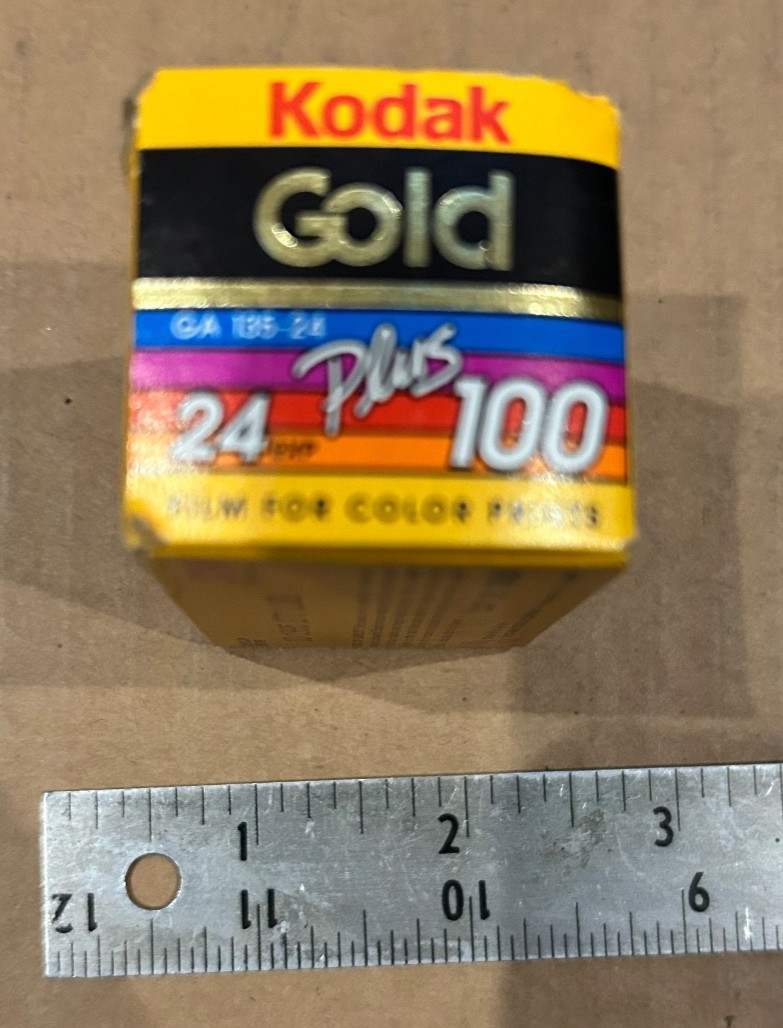 Kodak
Gold
GA 135-24
Plus
24
100
FILM FOR COLOR PRINTS
1 2 3
12 11 10 9